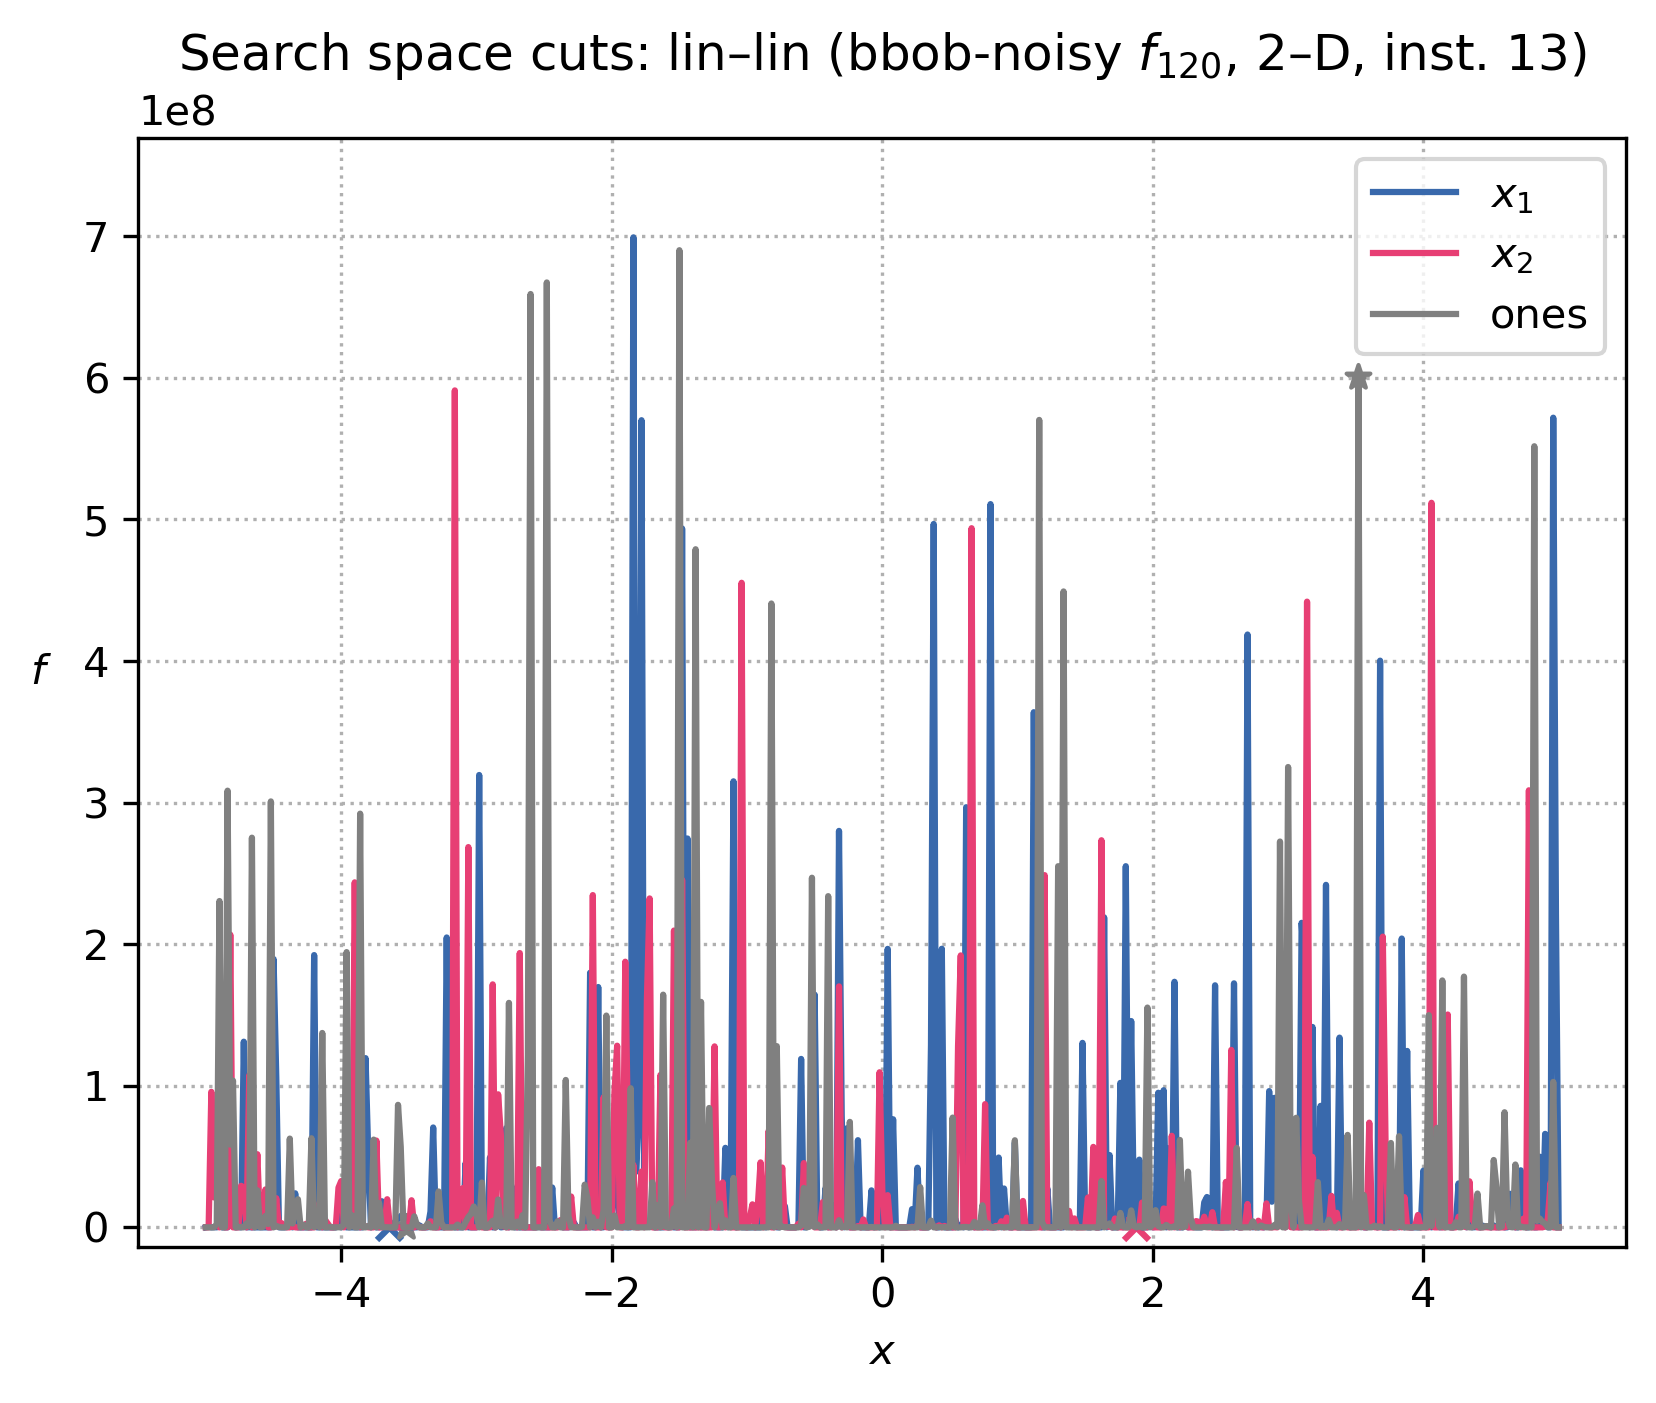 Search space cuts: lin–lin (bbob-noisy f₁₂₀, 2–D, inst. 13)
1e8
x₁
x₂
ones
7
6
5
4
3
2
1
0
f
−4 −2 0 2 4
x